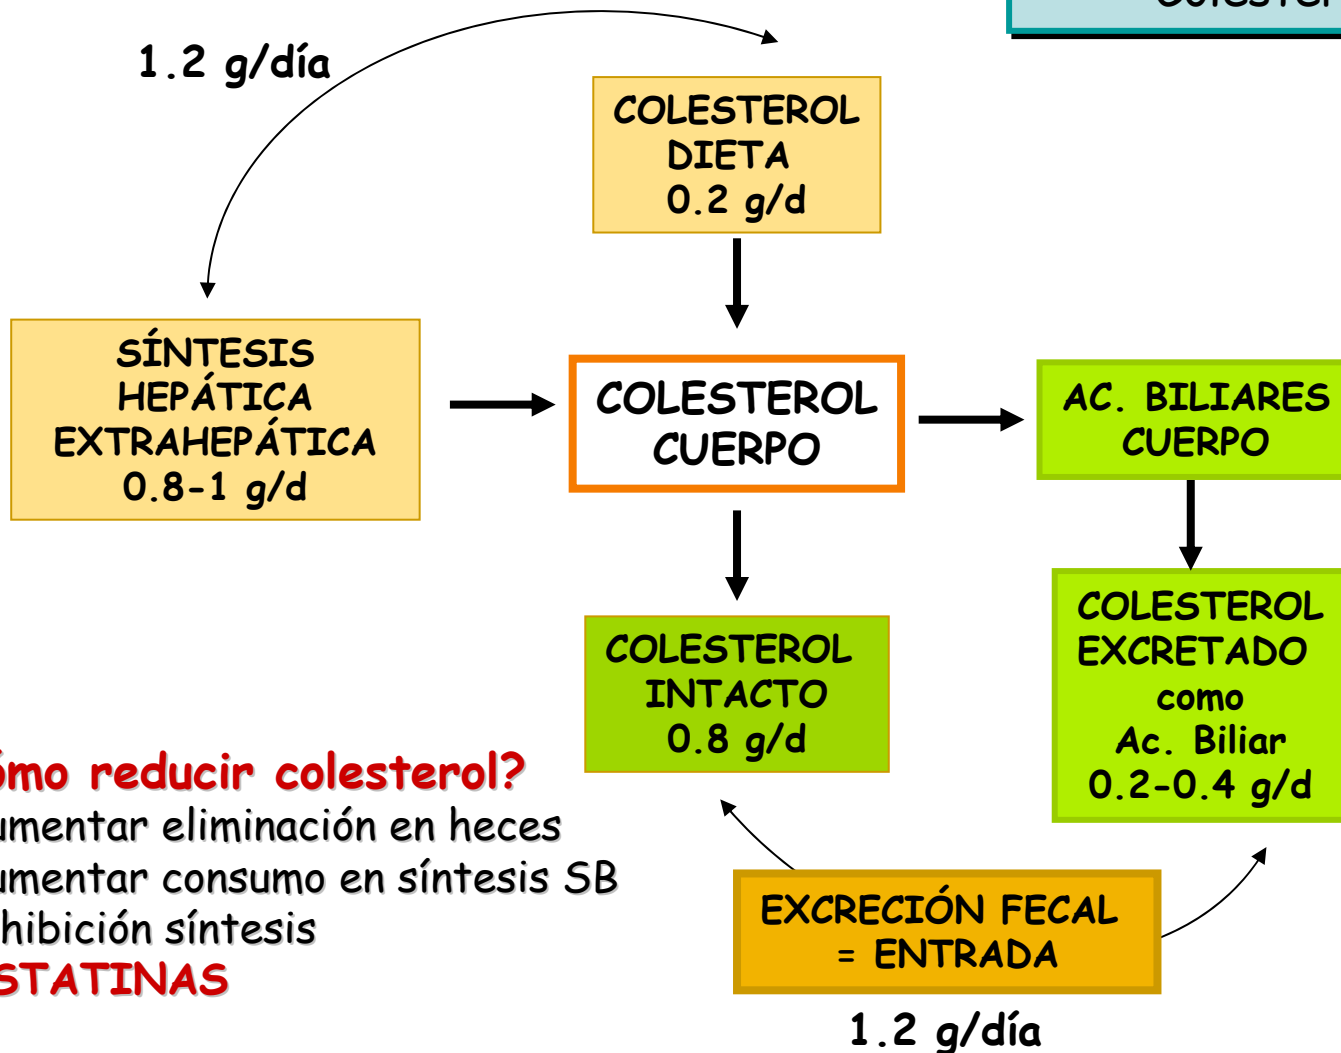 1.2 g/día
COLESTEROL
DIETA
0.2 g/d
SÍNTESIS
HEPÁTICA
EXTRAHEPÁTICA
0.8-1 g/d
COLESTEROL
CUERPO
AC. BILIARES
CUERPO
COLESTEROL
INTACTO
0.8 g/d
COLESTEROL
EXCRETADO
como
Ac. Biliar
0.2-0.4 g/d
ómo reducir colesterol?
umentar eliminación en heces
umentar consumo en síntesis SB
hibición síntesis
STATINAS
EXCRECIÓN FECAL
= ENTRADA
1.2 g/día